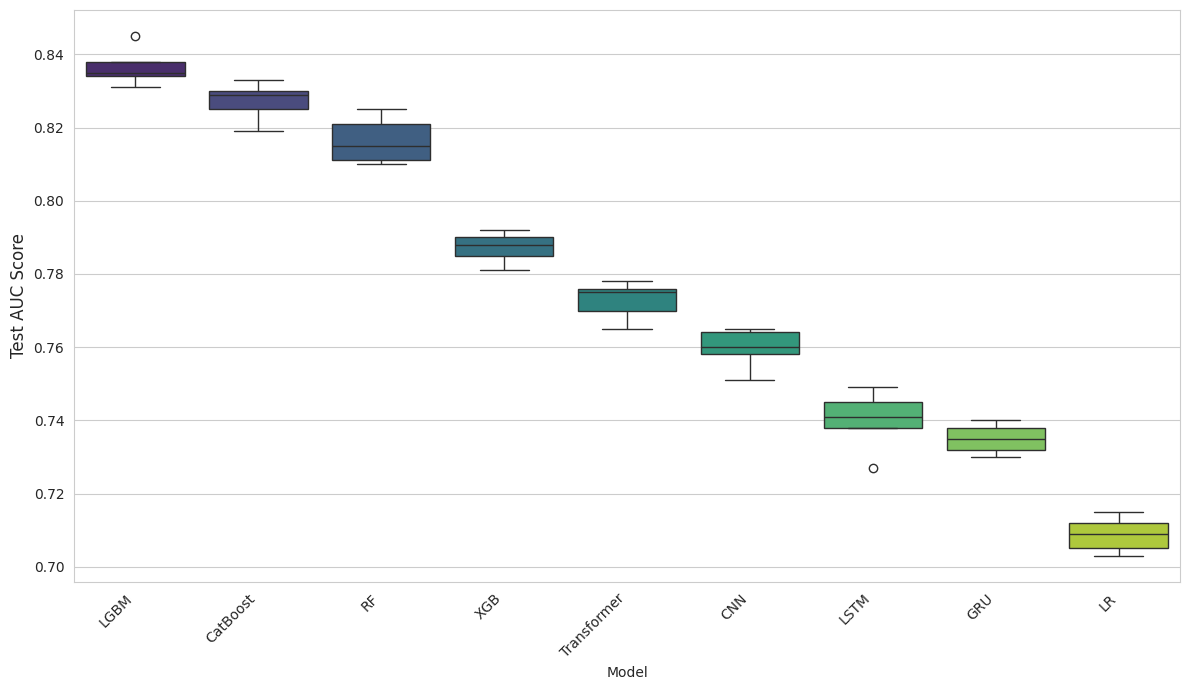 Test AUC Score
0.84
0.82
0.80
0.78
0.76
0.74
0.72
0.70
LGBM
CatBoost
RF
XGB
Transformer
CNN
LSTM
GRU
LR
Model